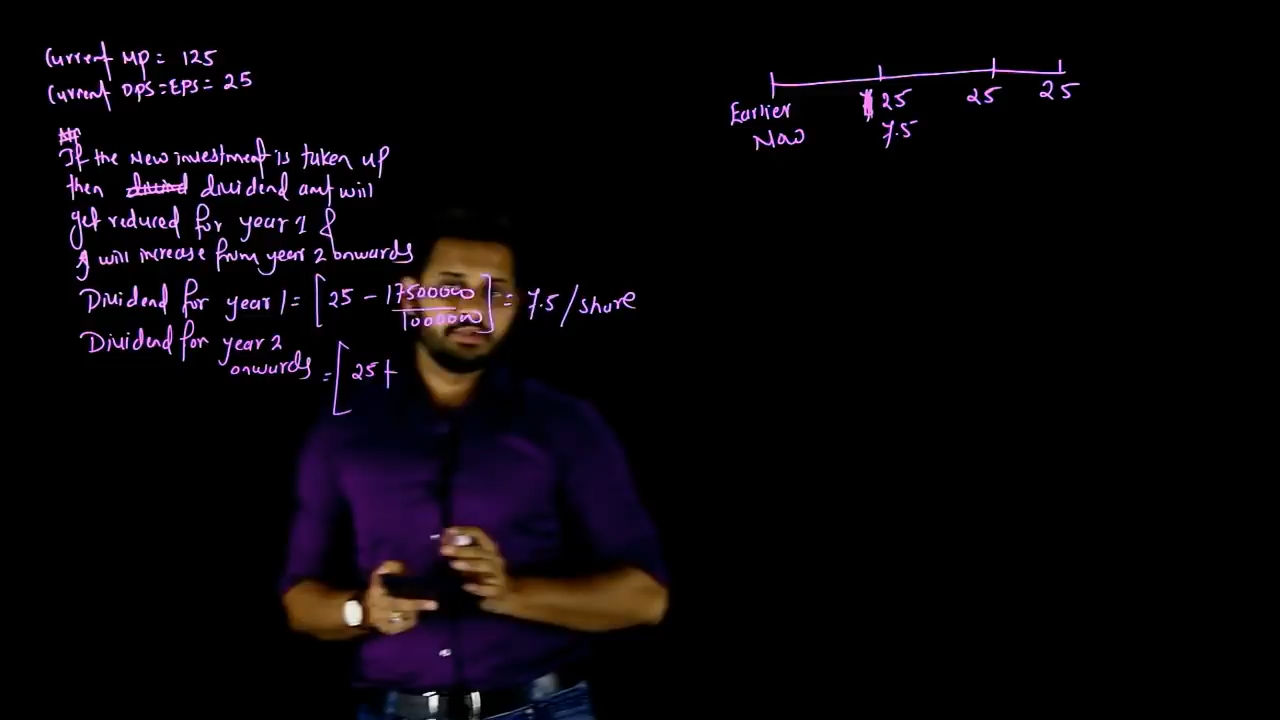 Current MP = 125
Current DPS = EPS = 25
If the New investment is taken up
then dividend amt will
get reduced for year 1 &
will increase from year 2 onwards
Dividend for year 1 = [25 - 17500000/1000000] = 7.5/share
Dividend for year 2
onwards = [25 +
Earlier 25 25 25
Now 7.5